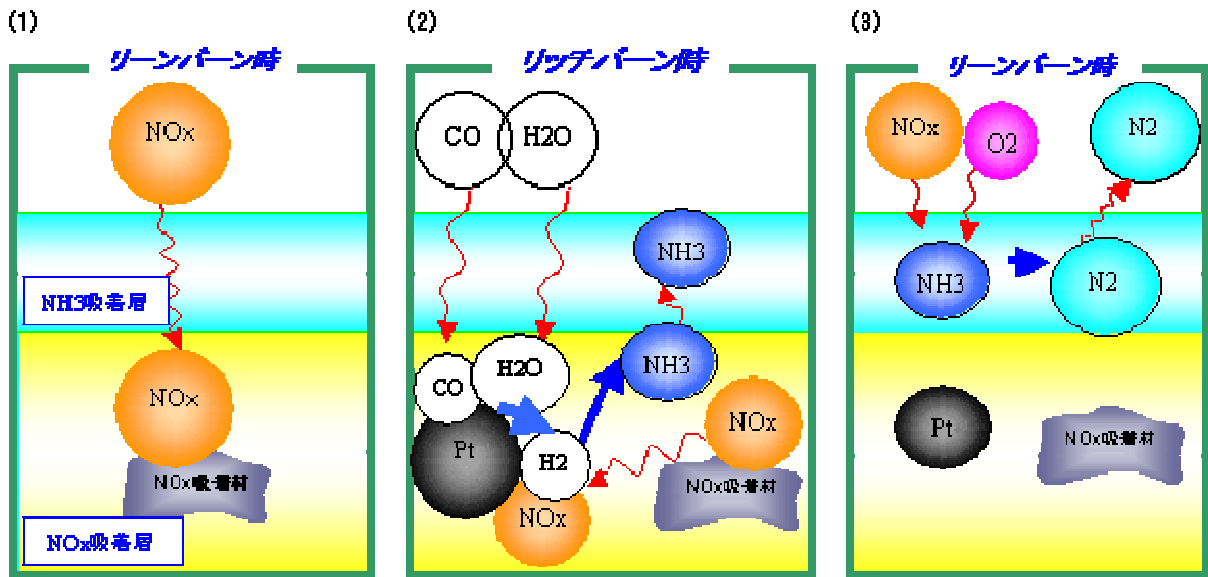 (1)
リーンバーン時
NOx
NH3吸着層
NOx
NOx吸着材
NOx吸着層
(2)
リッチバーン時
CO
H2O
NH3
CO
H2O
NH3
NOx
Pt
H2
NOx吸着材
NOx
(3)
リーンバーン時
NOx
O2
N2
NH3
N2
Pt
NOx吸着材